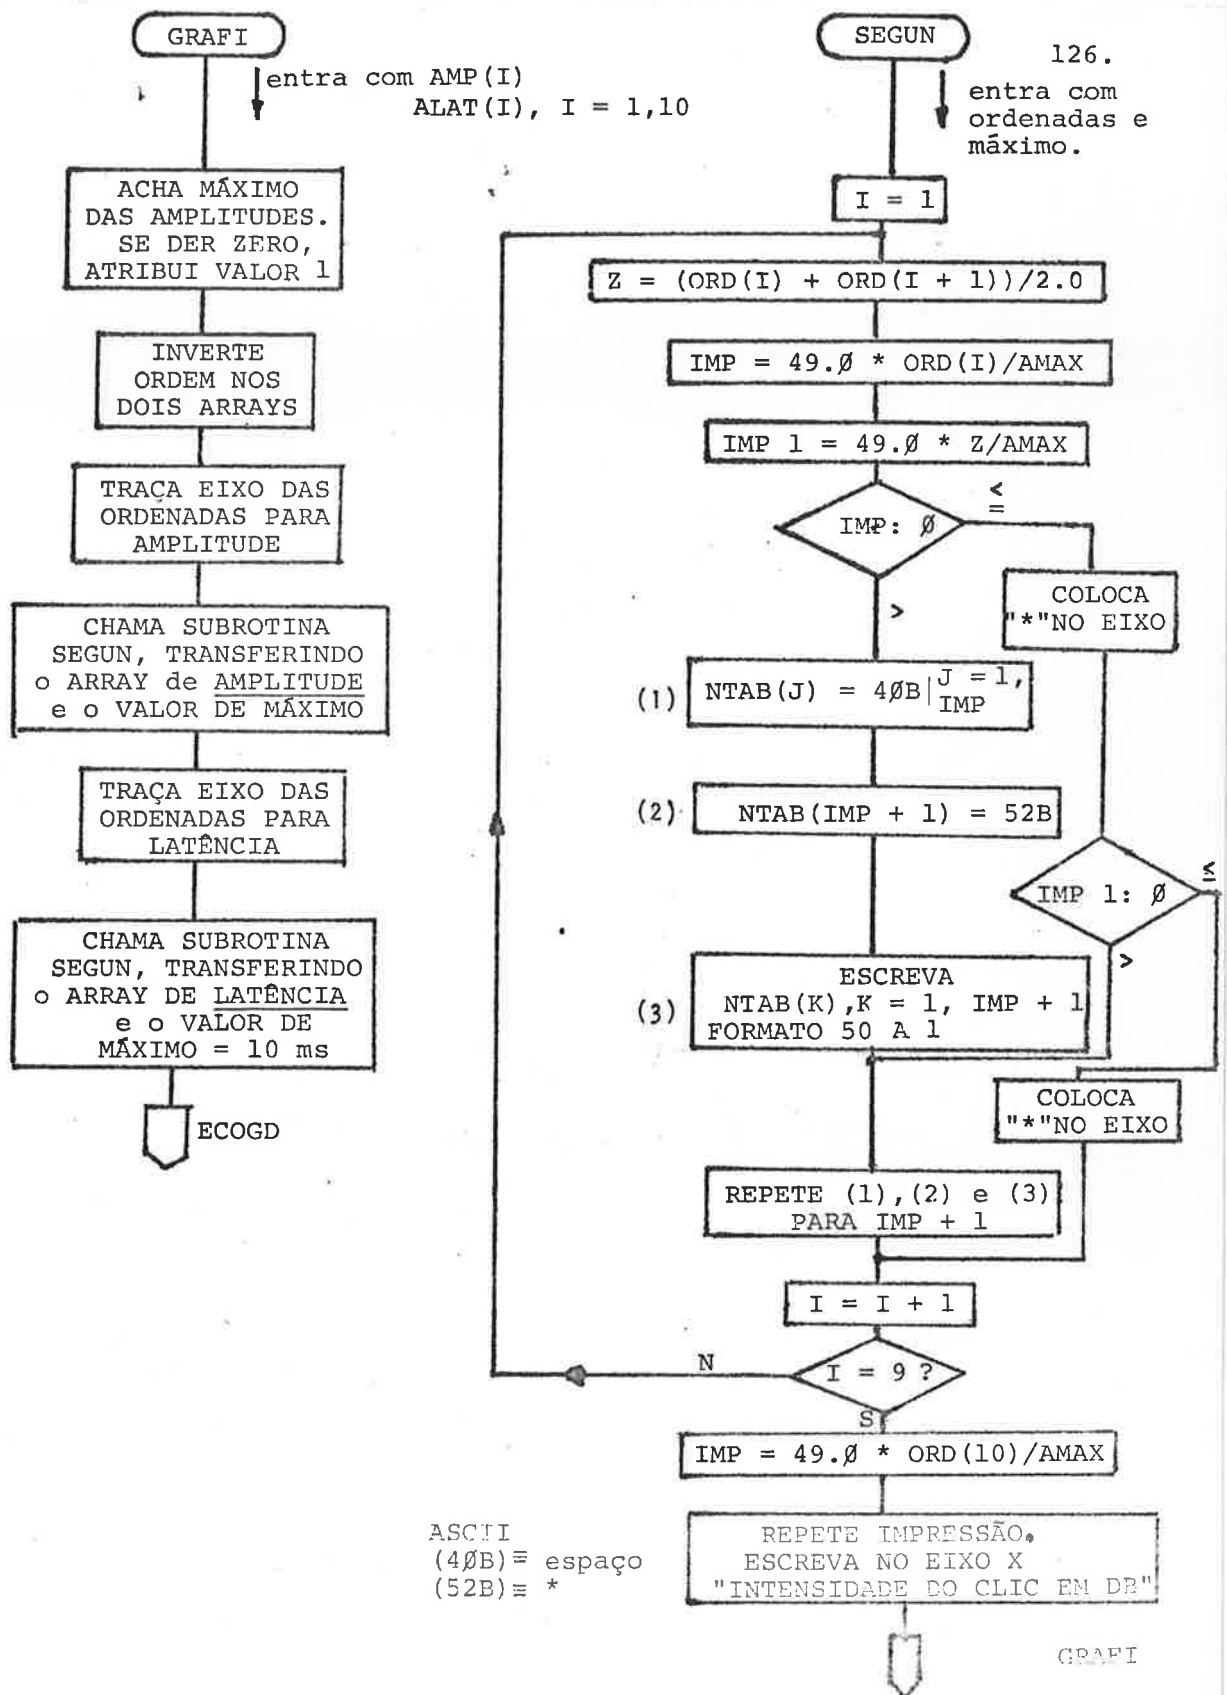 GRAFI
entra com AMP(I)
ALAT(I), I = 1,10
ACHA MÁXIMO
DAS AMPLITUDES.
SE DER ZERO,
ATRIBUI VALOR 1
INVERTE
ORDEM NOS
DOIS ARRAYS
TRAÇA EIXO DAS
ORDENADAS PARA
AMPLITUDE
CHAMA SUBROTINA
SEGUN, TRANSFERINDO
o ARRAY de AMPLITUDE
e o VALOR DE MÁXIMO
TRAÇA EIXO DAS
ORDENADAS PARA
LATÊNCIA
CHAMA SUBROTINA
SEGUN, TRANSFERINDO
o ARRAY DE LATÊNCIA
e o VALOR DE
MÁXIMO = 10 ms
ECOGD
SEGUN
126.
entra com
ordenadas e
máximo.
I = 1
Z = (ORD(I) + ORD(I + 1))/2.0
IMP = 49.Ø * ORD(I)/AMAX
IMP 1 = 49.Ø * Z/AMAX
IMP: Ø
≤
>
COLOCA
"*"NO EIXO
(1) NTAB(J) = 4ØB|J = 1,
IMP
(2) NTAB(IMP + 1) = 52B
IMP 1: Ø
≤
>
ESCREVA
(3) NTAB(K),K = 1, IMP + 1
FORMATO 50 A 1
COLOCA
"*"NO EIXO
REPETE (1),(2) e (3)
PARA IMP + 1
I = I + 1
N
I = 9 ?
S
IMP = 49.Ø * ORD(10)/AMAX
ASCII
(4ØB)≡ espaço
(52B)≡ *
REPETE IMPRESSÃO.
ESCREVA NO EIXO X
"INTENSIDADE DO CLIC EM DB"
GRAFI